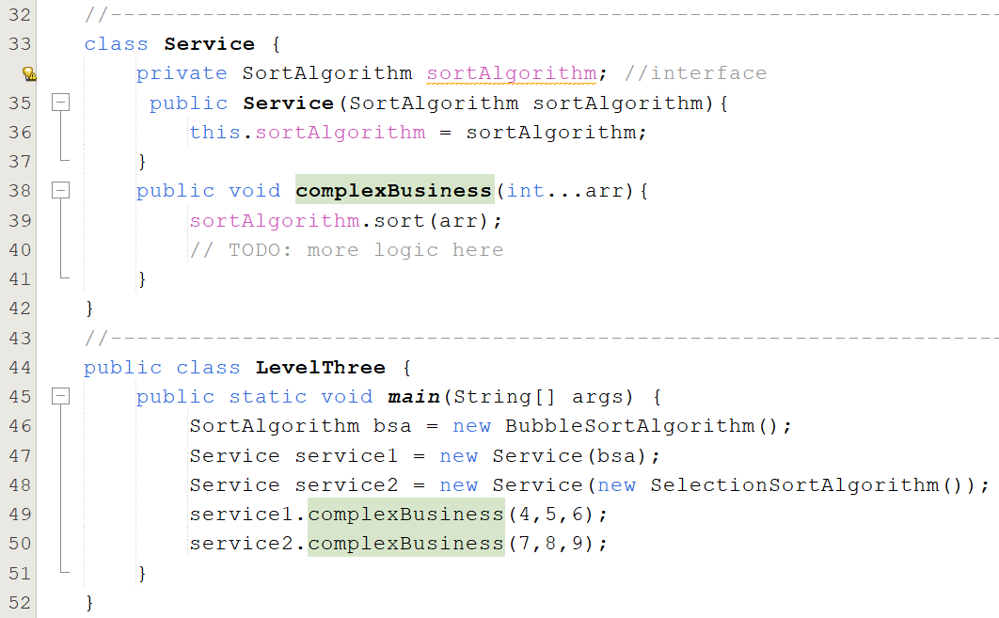 32 //--------------------------------------------------------------------
33 class Service {
private SortAlgorithm sortAlgorithm; //interface
35 public Service(SortAlgorithm sortAlgorithm){
36 this.sortAlgorithm = sortAlgorithm;
37 }
38 public void complexBusiness(int...arr){
39 sortAlgorithm.sort(arr);
40 // TODO: more logic here
41 }
42 }
43 //--------------------------------------------------------------------
44 public class LevelThree {
45 public static void main(String[] args) {
46 SortAlgorithm bsa = new BubbleSortAlgorithm();
47 Service service1 = new Service(bsa);
48 Service service2 = new Service(new SelectionSortAlgorithm());
49 service1.complexBusiness(4,5,6);
50 service2.complexBusiness(7,8,9);
51 }
52 }